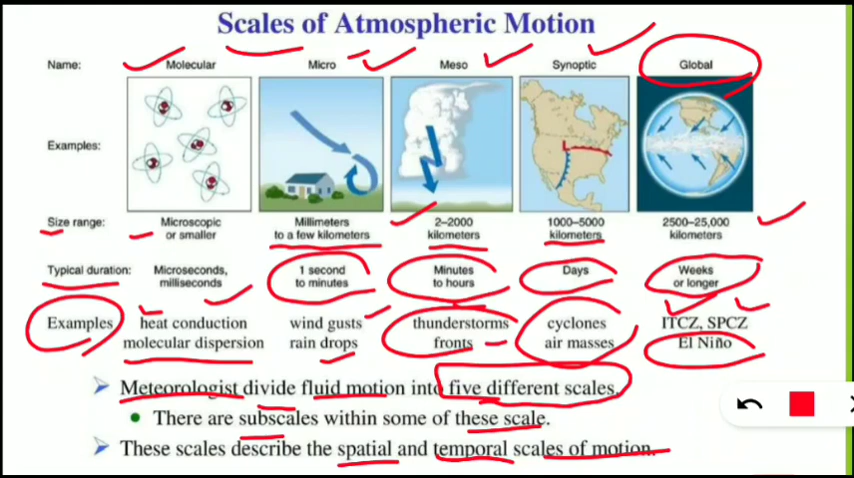 Scales of Atmospheric Motion
Name: Molecular Micro Meso Synoptic Global
Examples:
Size range: Microscopic or smaller Millimeters to a few kilometers 2–2000 kilometers 1000–5000 kilometers 2500–25,000 kilometers
Typical duration: Microseconds, milliseconds 1 second to minutes Minutes to hours Days Weeks or longer
Examples heat conduction molecular dispersion wind gusts rain drops thunderstorms fronts cyclones air masses ITCZ, SPCZ El Niño
Meteorologist divide fluid motion into five different scales.
There are subscales within some of these scale.
These scales describe the spatial and temporal scales of motion.